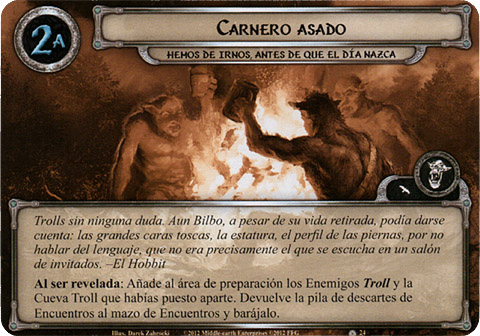 2A
CARNERO ASADO
HEMOS DE IRNOS, ANTES DE QUE EL DÍA NAZCA
Trolls sin ninguna duda. Aun Bilbo, a pesar de su vida retirada, podía darse
cuenta: las grandes caras toscas, la estatura, el perfil de las piernas, por no
hablar del lenguaje, que no era precisamente el que se escucha en un salón
de invitados. –El Hobbit
Al ser revelada: Añade al área de preparación los Enemigos Troll y la
Cueva Troll que habías puesto aparte. Devuelve la pila de descartes de
Encuentros al mazo de Encuentros y barájalo.
Illus. Darek Zabrocki ©2012 Middle-earth Enterprises ©2012 FFG 24